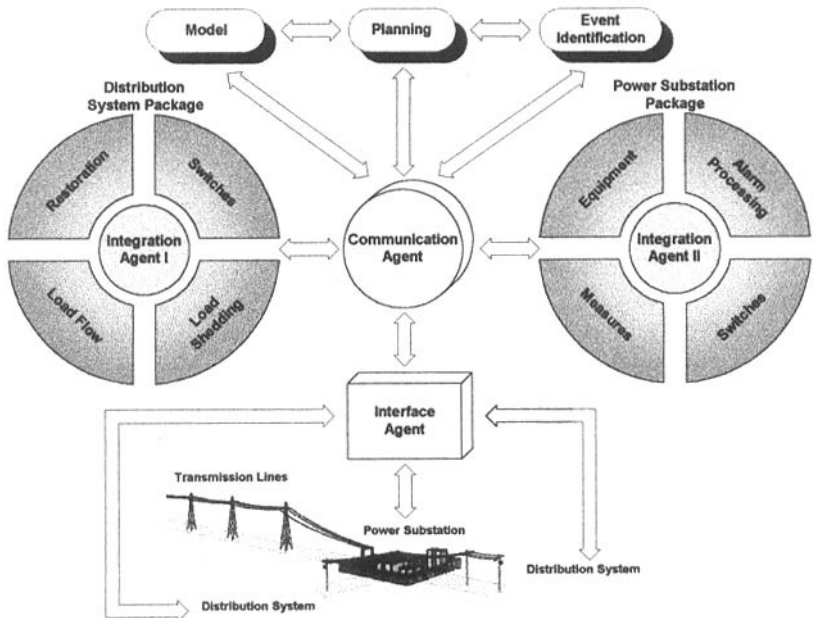 Model
Planning
Event
Identification
Distribution
System Package
Power Substation
Package
Restoration
Switches
Integration
Agent I
Load Flow
Load
Shedding
Communication
Agent
Equipment
Alarm
Processing
Integration
Agent II
Measures
Switches
Interface
Agent
Transmission Lines
Power Substation
Distribution System
Distribution System